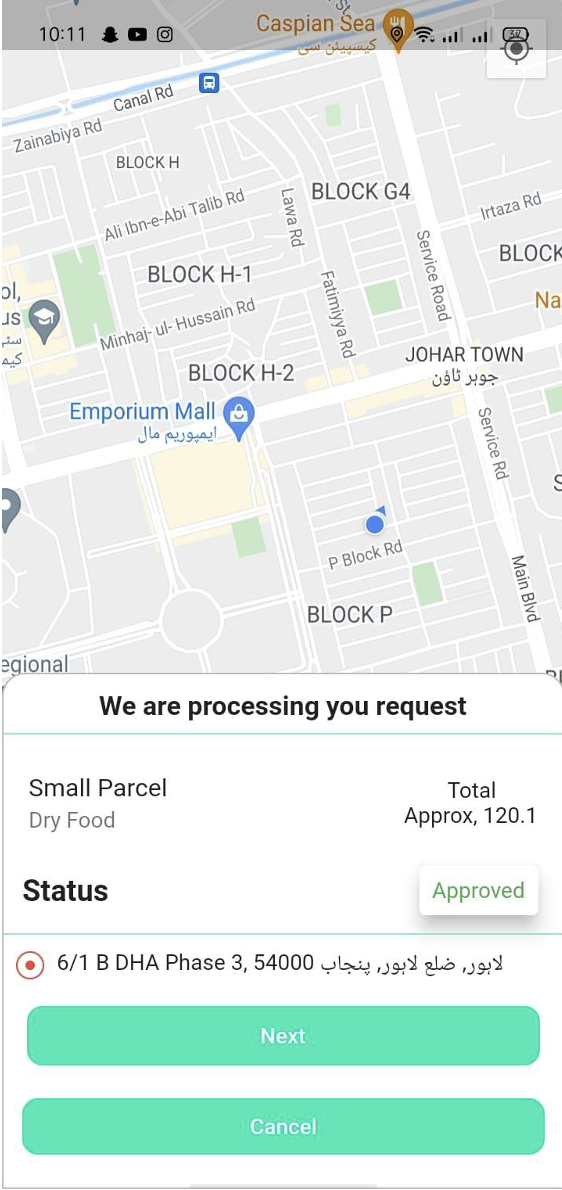 10:11
St
Caspian Sea
کیسپیئن سی
37
Canal Rd
Zainabiya Rd
BLOCK H
BLOCK G4
Ali Ibn-e-Abi Talib Rd
Lawa Rd
Irtaza Rd
Service Road
BLOCK
BLOCK H-1
ol,
us
Na
Fatimiyya Rd
Minhaj- ul- Hussain Rd
JOHAR TOWN
جوہر ٹاؤن
BLOCK H-2
Emporium Mall
ایمپوریم مال
Service Rd
S
P Block Rd
Main Blvd
BLOCK P
egional
We are processing you request
Small Parcel
Total
Dry Food
Approx, 120.1
Status
Approved
6/1 B DHA Phase 3, 54000 لاہور, ضلع لاہور, پنجاب
Next
Cancel